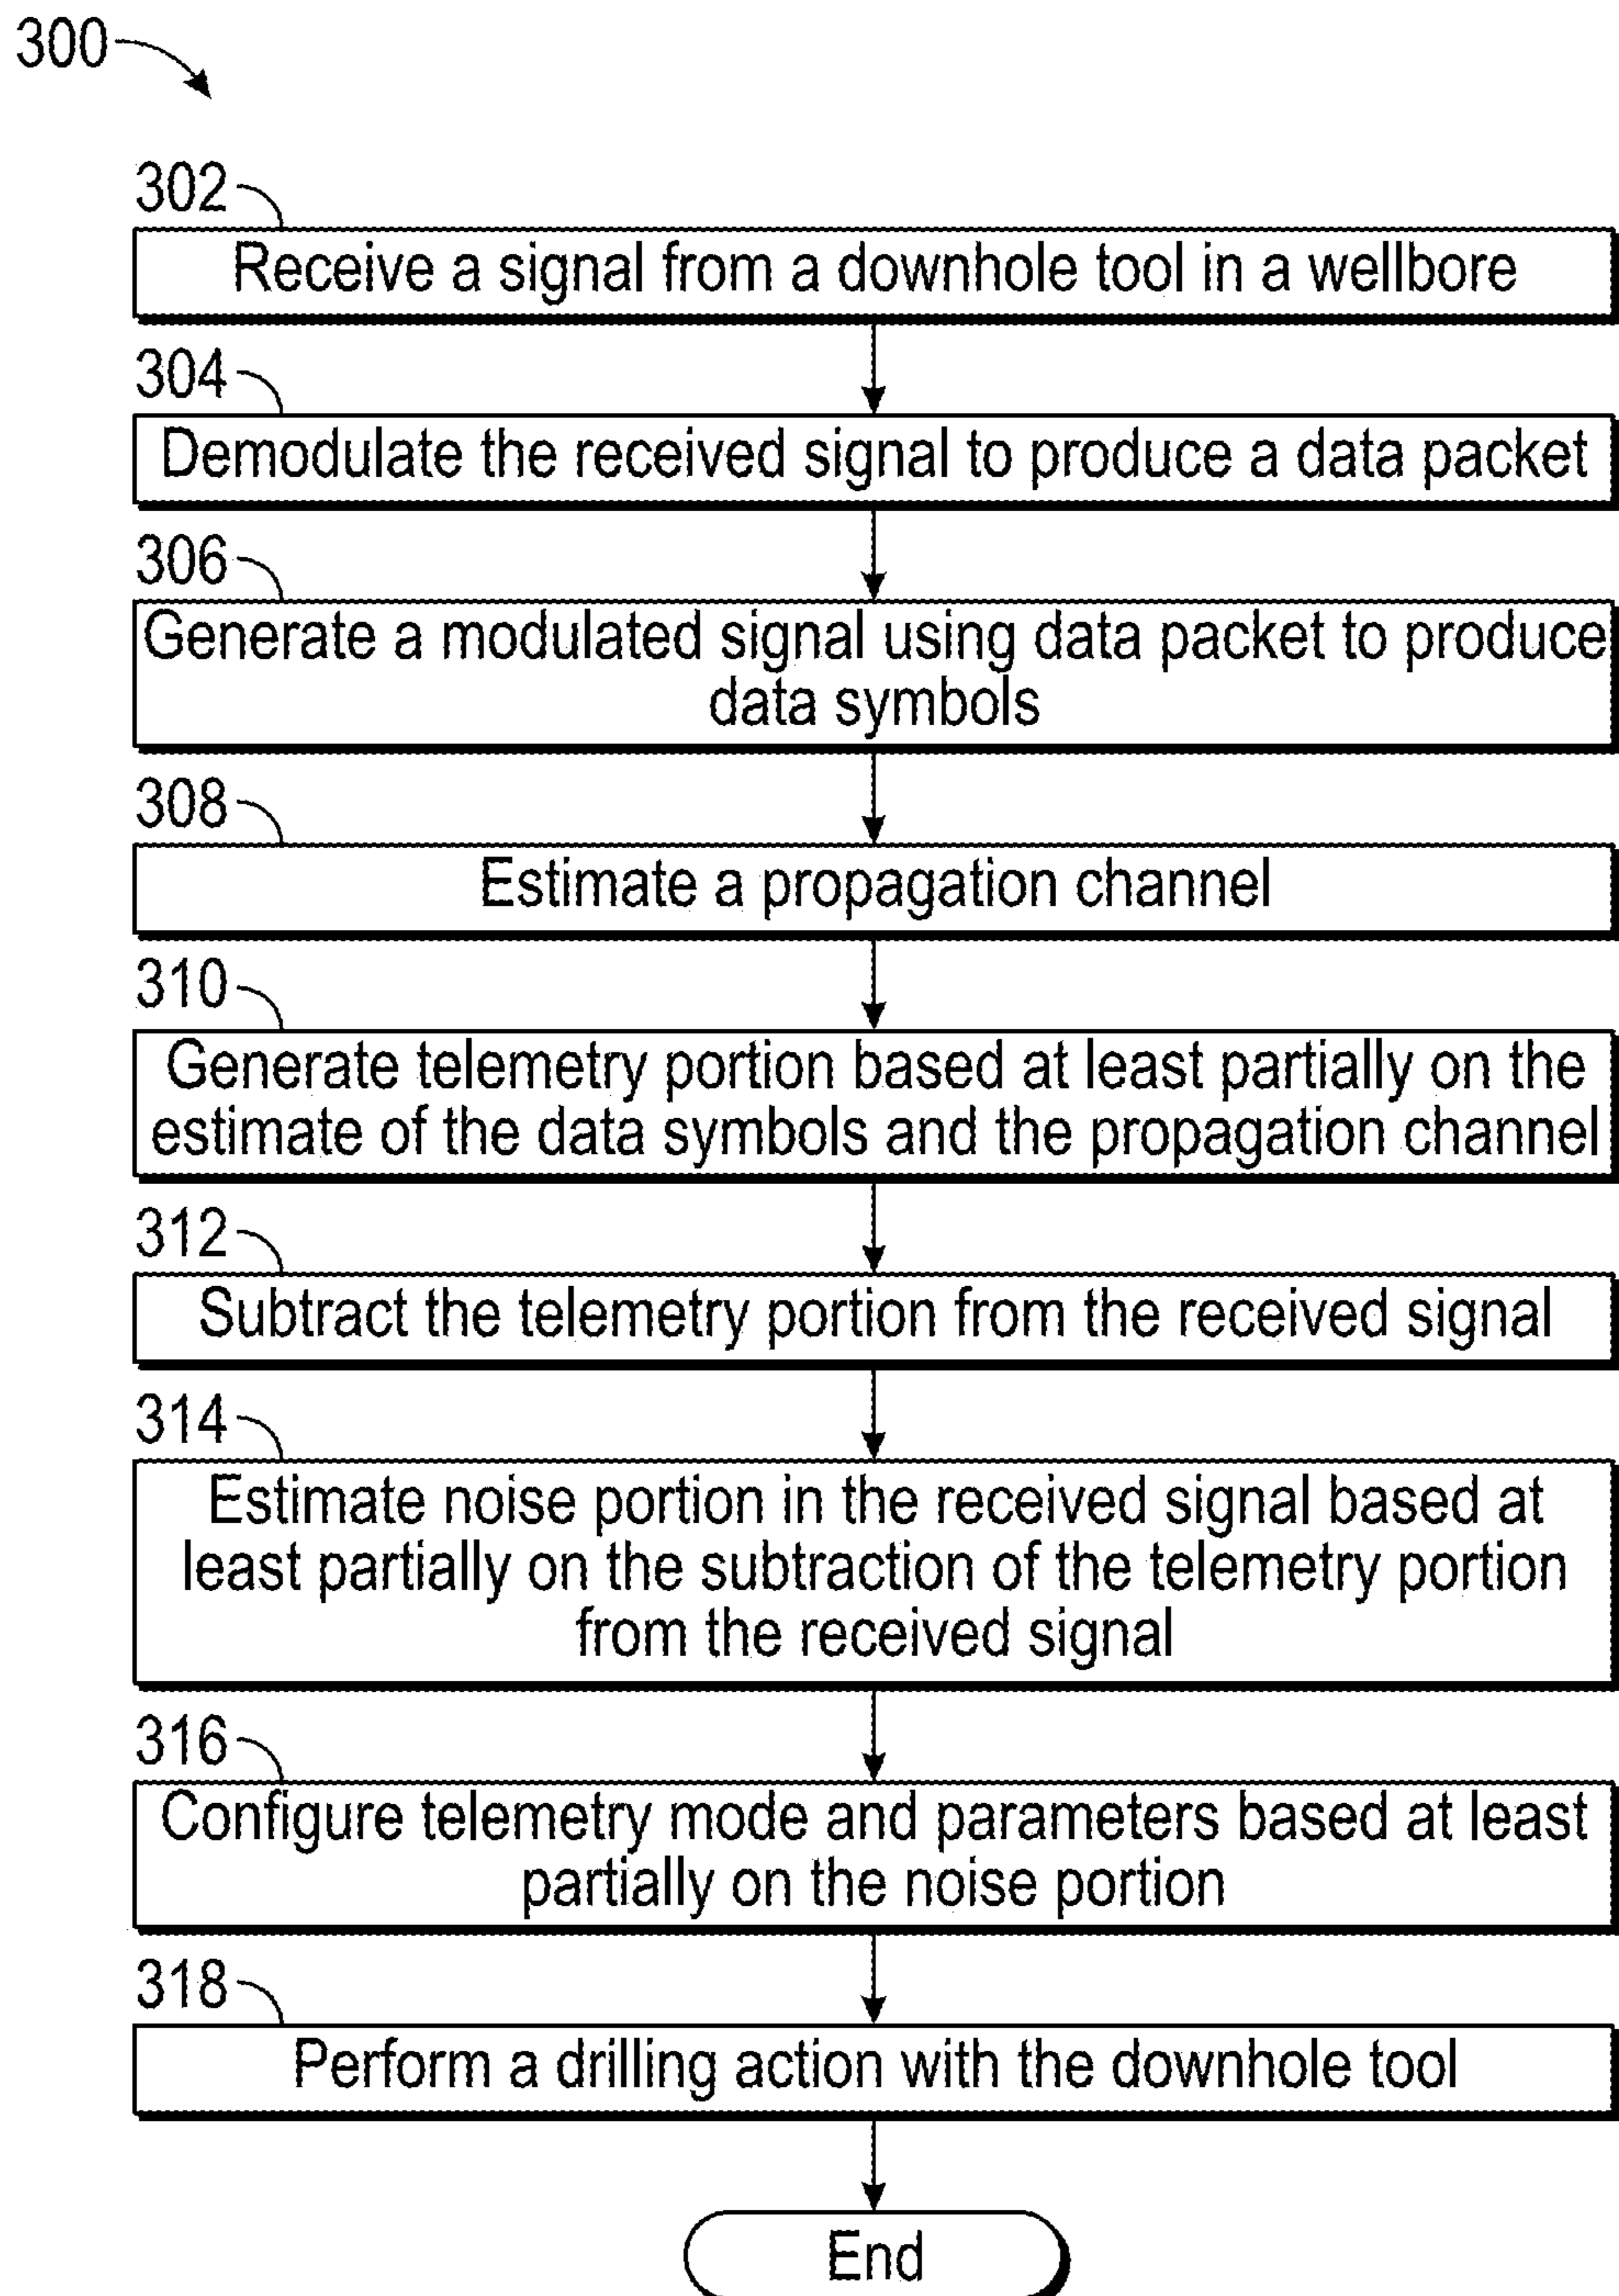 300
302
Receive a signal from a downhole tool in a wellbore
304
Demodulate the received signal to produce a data packet
306
Generate a modulated signal using data packet to produce
data symbols
308
Estimate a propagation channel
310
Generate telemetry portion based at least partially on the
estimate of the data symbols and the propagation channel
312
Subtract the telemetry portion from the received signal
314
Estimate noise portion in the received signal based at
least partially on the subtraction of the telemetry portion
from the received signal
316
Configure telemetry mode and parameters based at least
partially on the noise portion
318
Perform a drilling action with the downhole tool
End